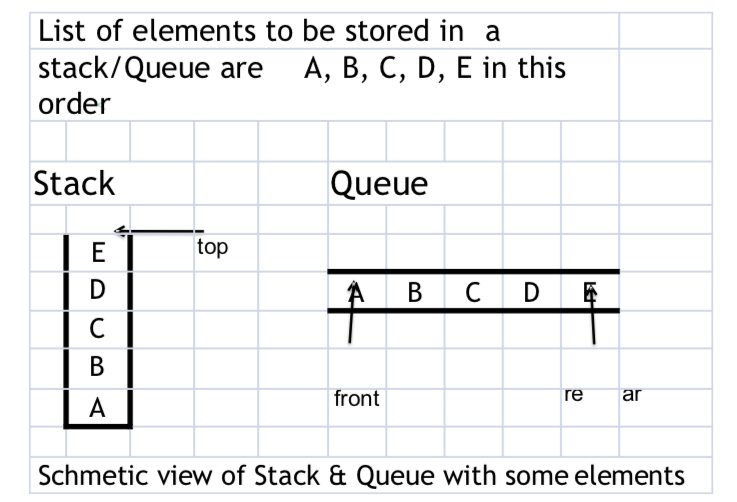 List of elements to be stored in a
stack/Queue are A, B, C, D, E in this
order
Stack Queue
E top
D
A B C D E
C
B
A
front re ar
Schmetic view of Stack & Queue with some elements